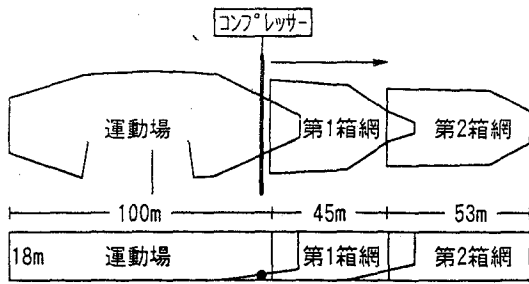 コンプレッサー
運動場 第1箱網 第2箱網
100m 45m 53m
18m 運動場 第1箱網 第2箱網